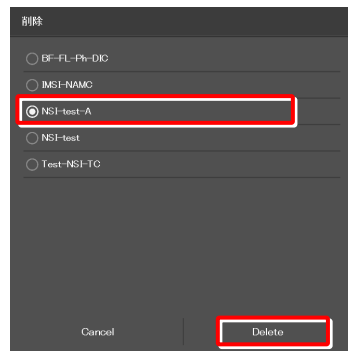 削除
BF-FL-Ph-DIC
IMSI-NAMC
NSI-test-A
NSI-test
Test-NSI-TC
Cancel
Delete